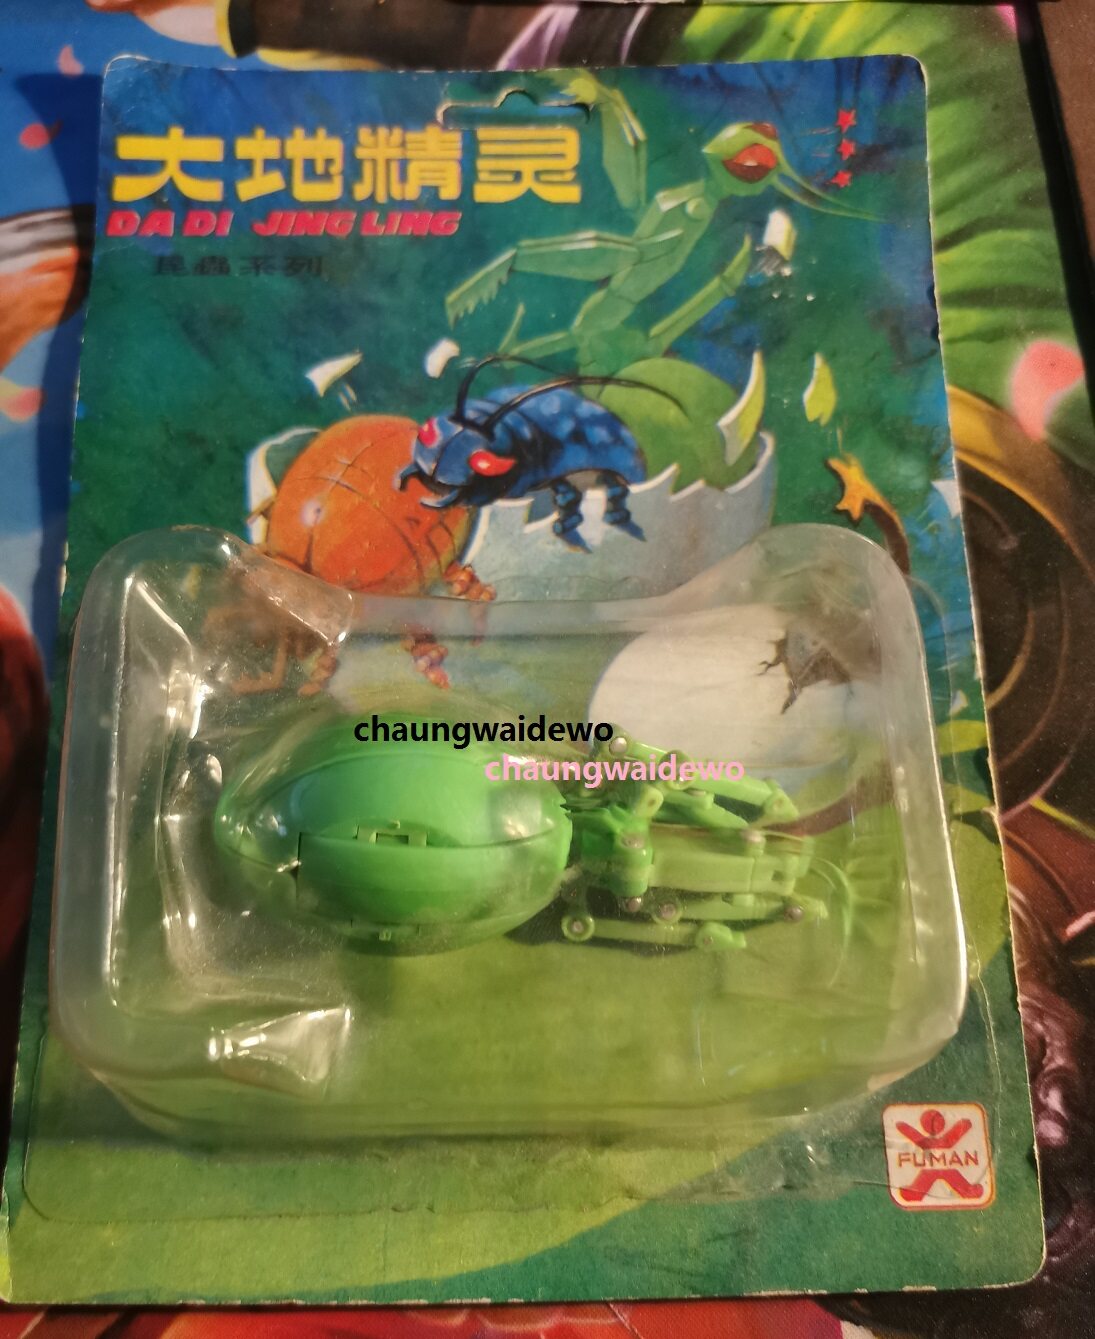 大地精灵
DA DI JING LING
昆蟲系列
chaungwaidewo
chaungwaidewo
FUMAN